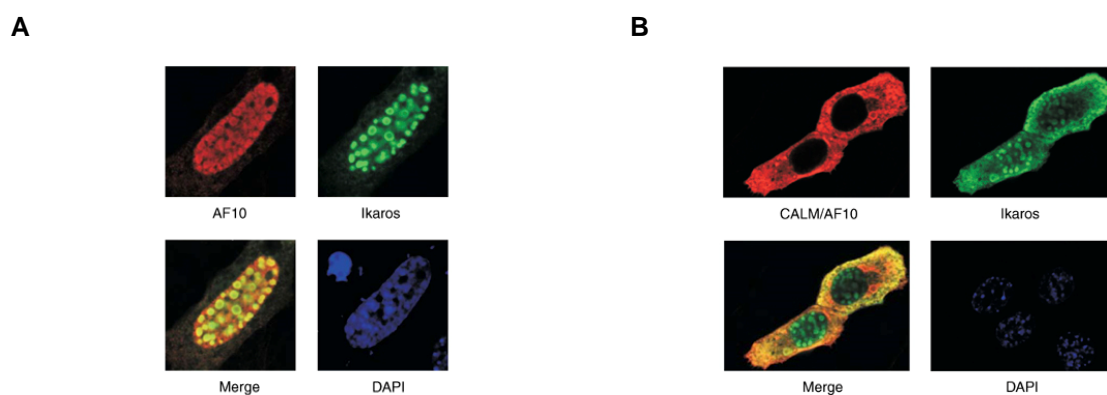 A
B
AF10
Ikaros
CALM/AF10
Ikaros
Merge
DAPI
Merge
DAPI